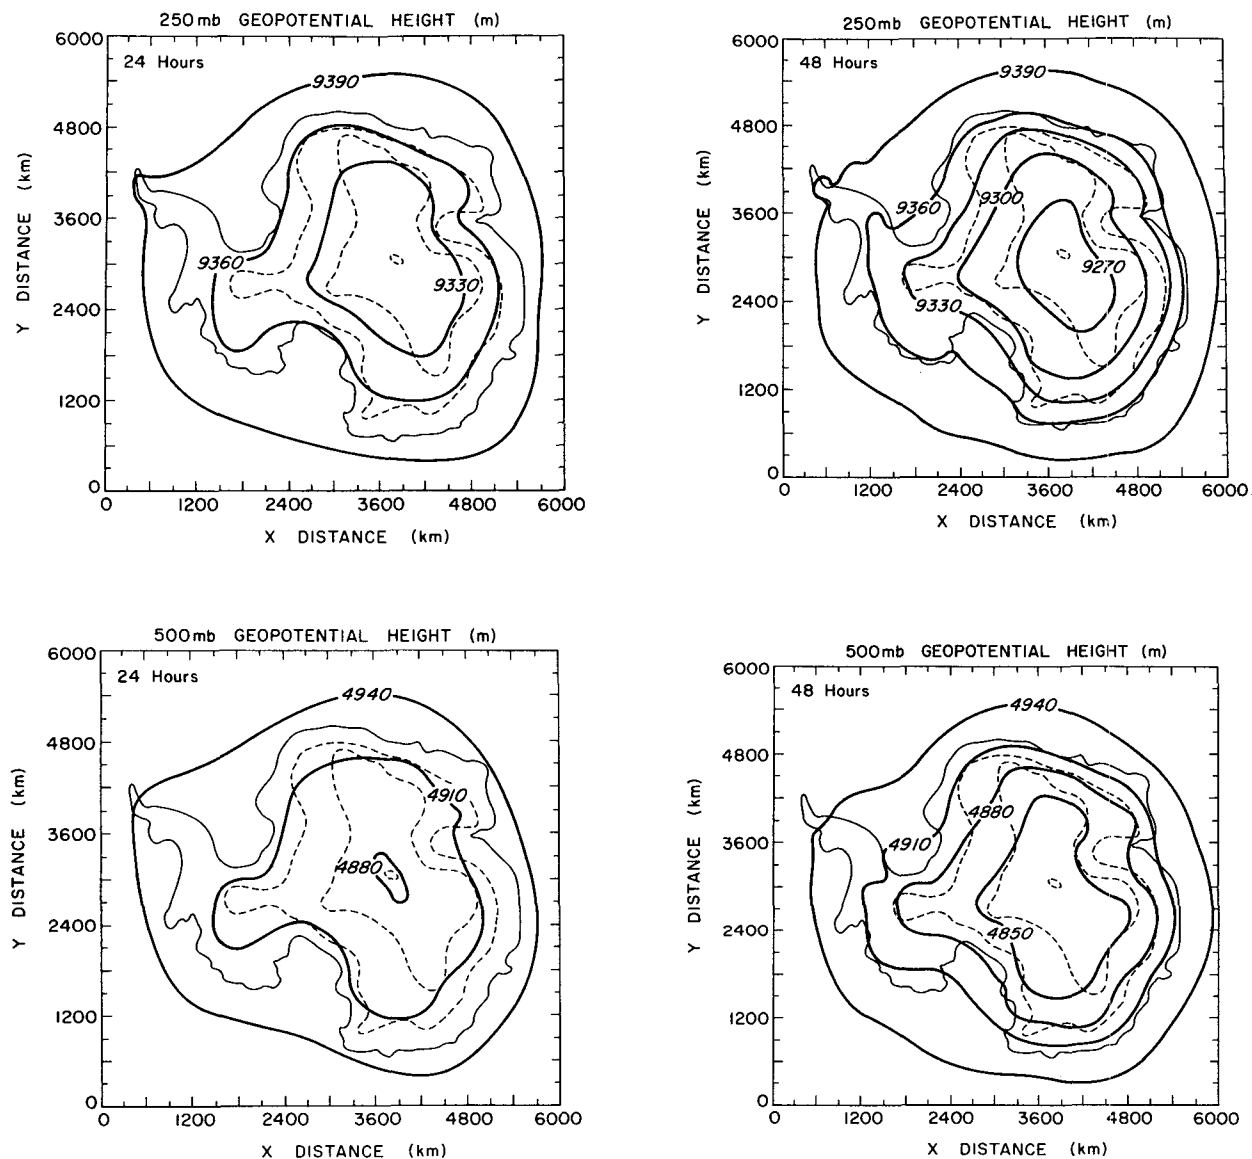 250mb GEOPOTENTIAL HEIGHT (m)
24 Hours
9390
9360
9330
6000
4800
3600
2400
1200
0
Y DISTANCE (km)
0 1200 2400 3600 4800 6000
X DISTANCE (km)
250mb GEOPOTENTIAL HEIGHT (m)
48 Hours
9390
9360
9300
9270
9330
6000
4800
3600
2400
1200
0
Y DISTANCE (km)
0 1200 2400 3600 4800 6000
X DISTANCE (km)
500mb GEOPOTENTIAL HEIGHT (m)
24 Hours
4940
4910
4880
6000
4800
3600
2400
1200
0
Y DISTANCE (km)
0 1200 2400 3600 4800 6000
X DISTANCE (km)
500mb GEOPOTENTIAL HEIGHT (m)
48 Hours
4940
4880
4910
4850
6000
4800
3600
2400
1200
0
Y DISTANCE (km)
0 1200 2400 3600 4800 6000
X DISTANCE (km)